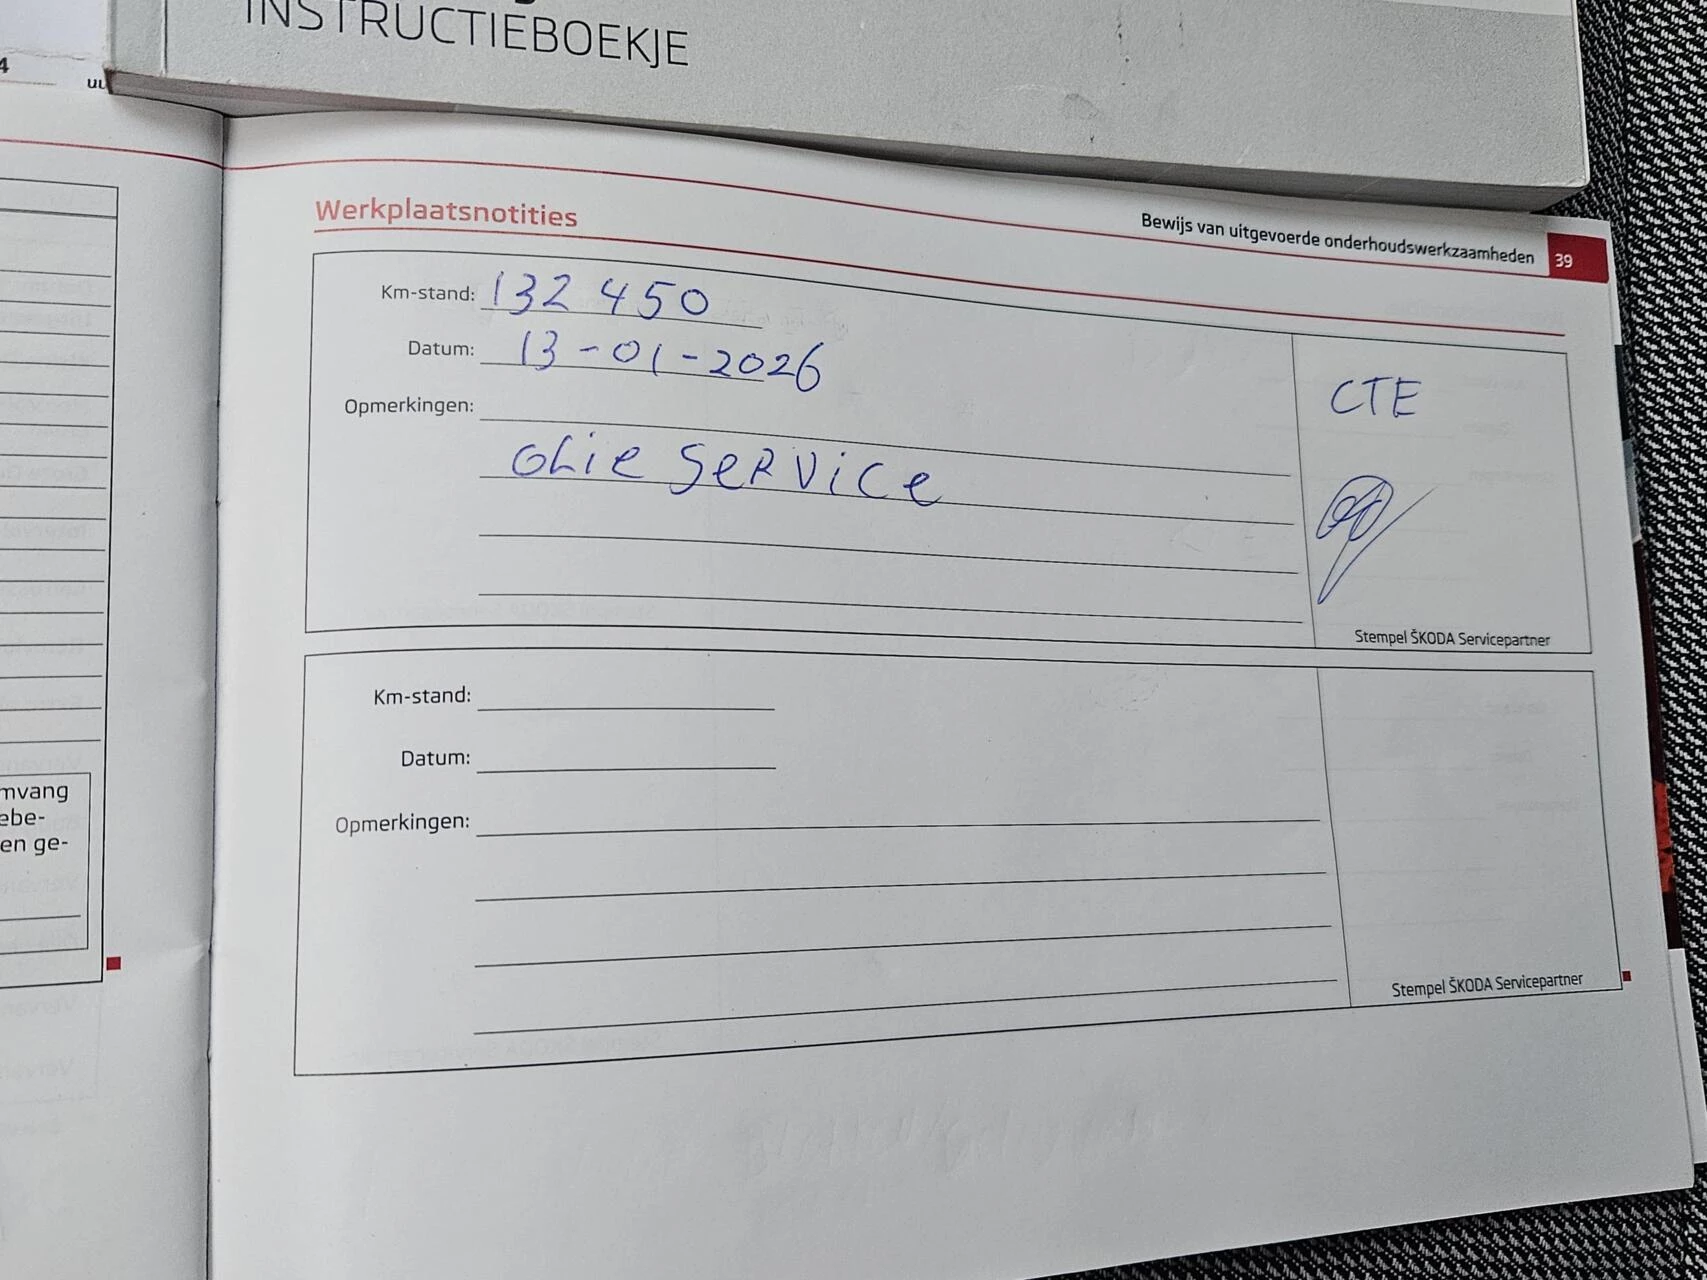 INSTRUCTIEBOEKJE
4
Werkplaatsnotities
Bewijs van uitgevoerde onderhoudswerkzaamheden 39
Km-stand: 132 450
Datum: 13-01-2026
Opmerkingen:
olie SeRViCe
CTE
Stempel ŠKODA Servicepartner
Km-stand:
Datum:
Opmerkingen:
Stempel ŠKODA Servicepartner
mvang
ebe-
en ge-